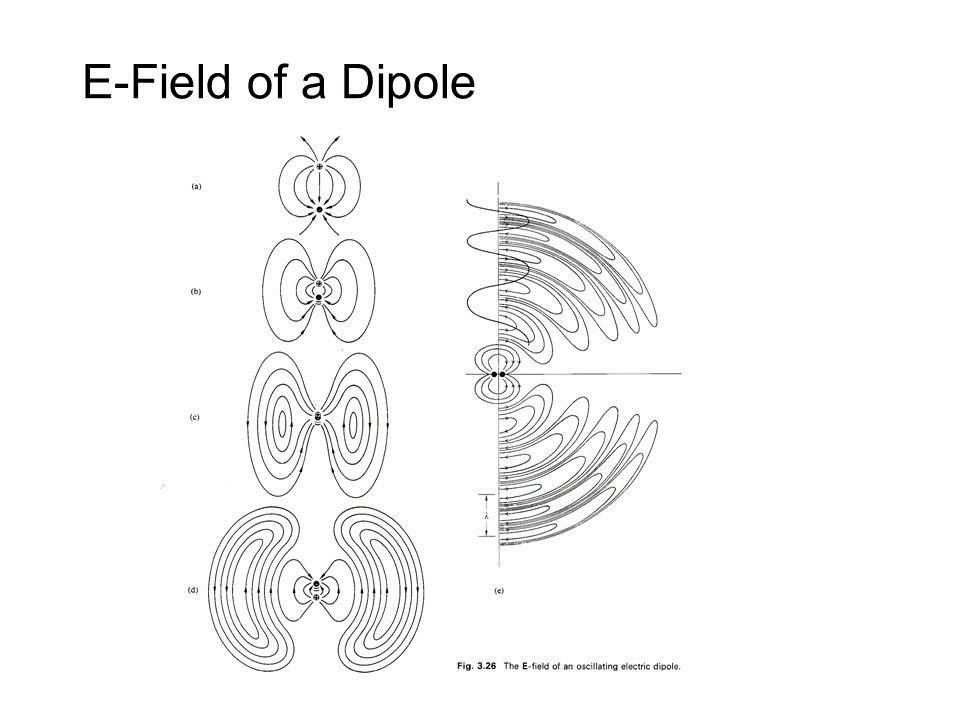 E-Field of a Dipole
(a)
(b)
(c)
(d)
λ
(e)
Fig. 3.26 The E-field of an oscillating electric dipole.